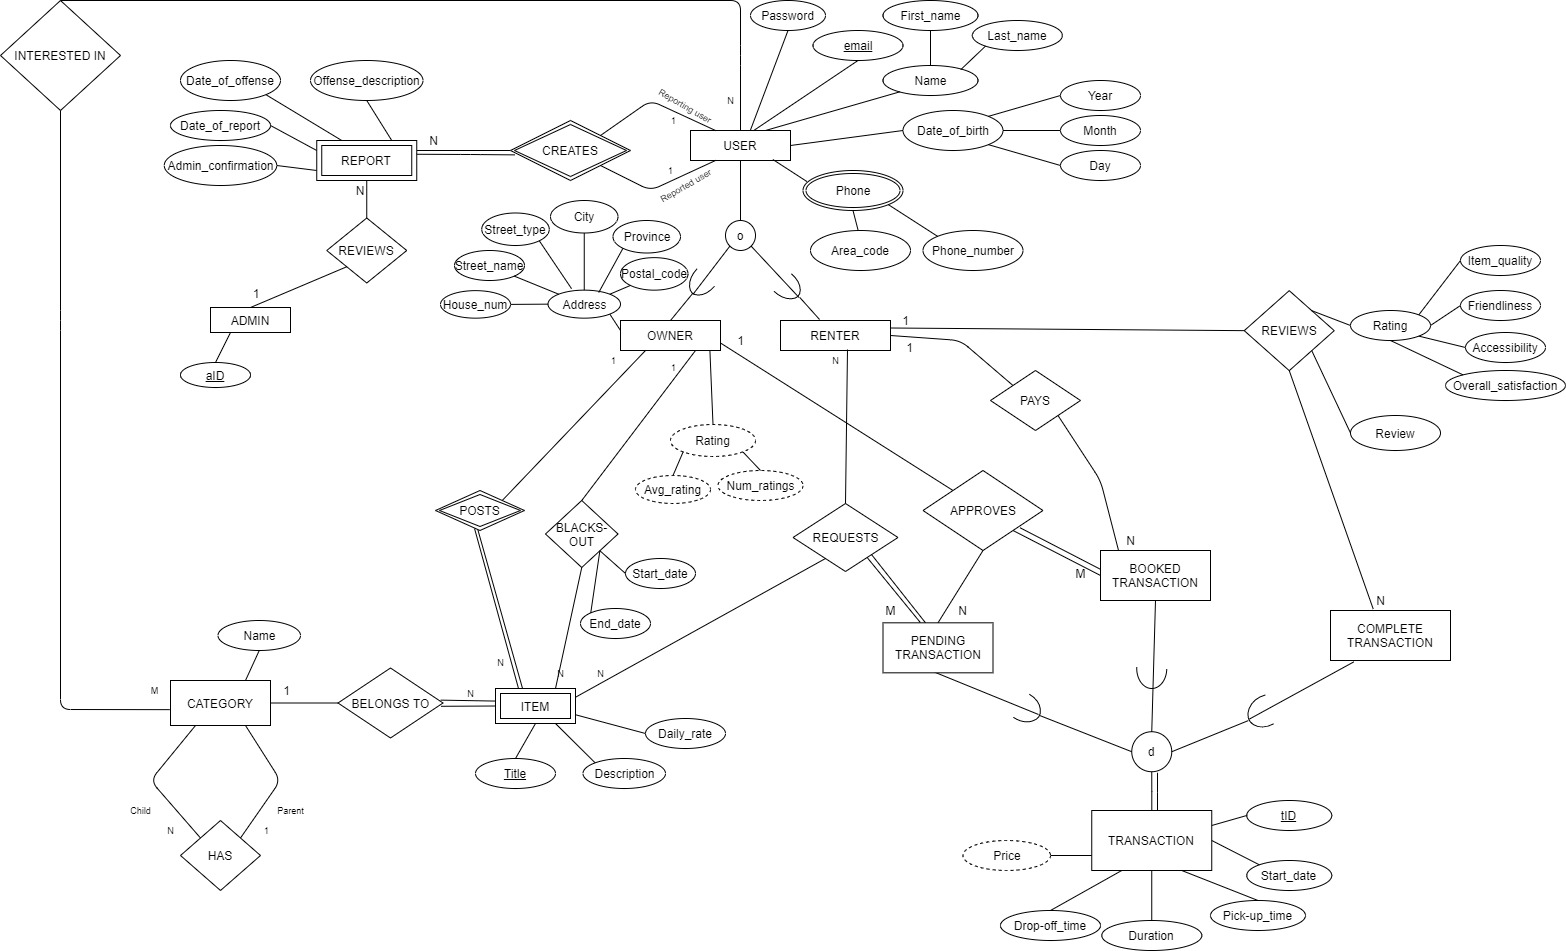 Password
First_name
INTERESTED IN
email
Last_name
Date_of_offense
Offense_description
Name
Reporting user
N
Year
Date_of_report
1
Date_of_birth
Month
N
REPORT
CREATES
USER
Admin_confirmation
1
Day
Reported user
N
Phone
City
Street_type
Province
o
REVIEWS
Area_code
Phone_number
Street_name
Postal_code
Item_quality
1
House_num
Address
Friendliness
ADMIN
1
Rating
OWNER
RENTER
REVIEWS
1
1
Accessibility
1
1
N
aID
Overall_satisfaction
PAYS
Rating
Review
Avg_rating
Num_ratings
POSTS
APPROVES
BLACKS-
OUT
REQUESTS
N
Start_date
M
BOOKED
TRANSACTION
N
M
N
End_date
COMPLETE
TRANSACTION
Name
PENDING
TRANSACTION
N
N
N
M
1
N
CATEGORY
BELONGS TO
ITEM
Daily_rate
d
Title
Description
Child
Parent
N
1
tID
HAS
Price
TRANSACTION
Start_date
Drop-off_time
Pick-up_time
Duration